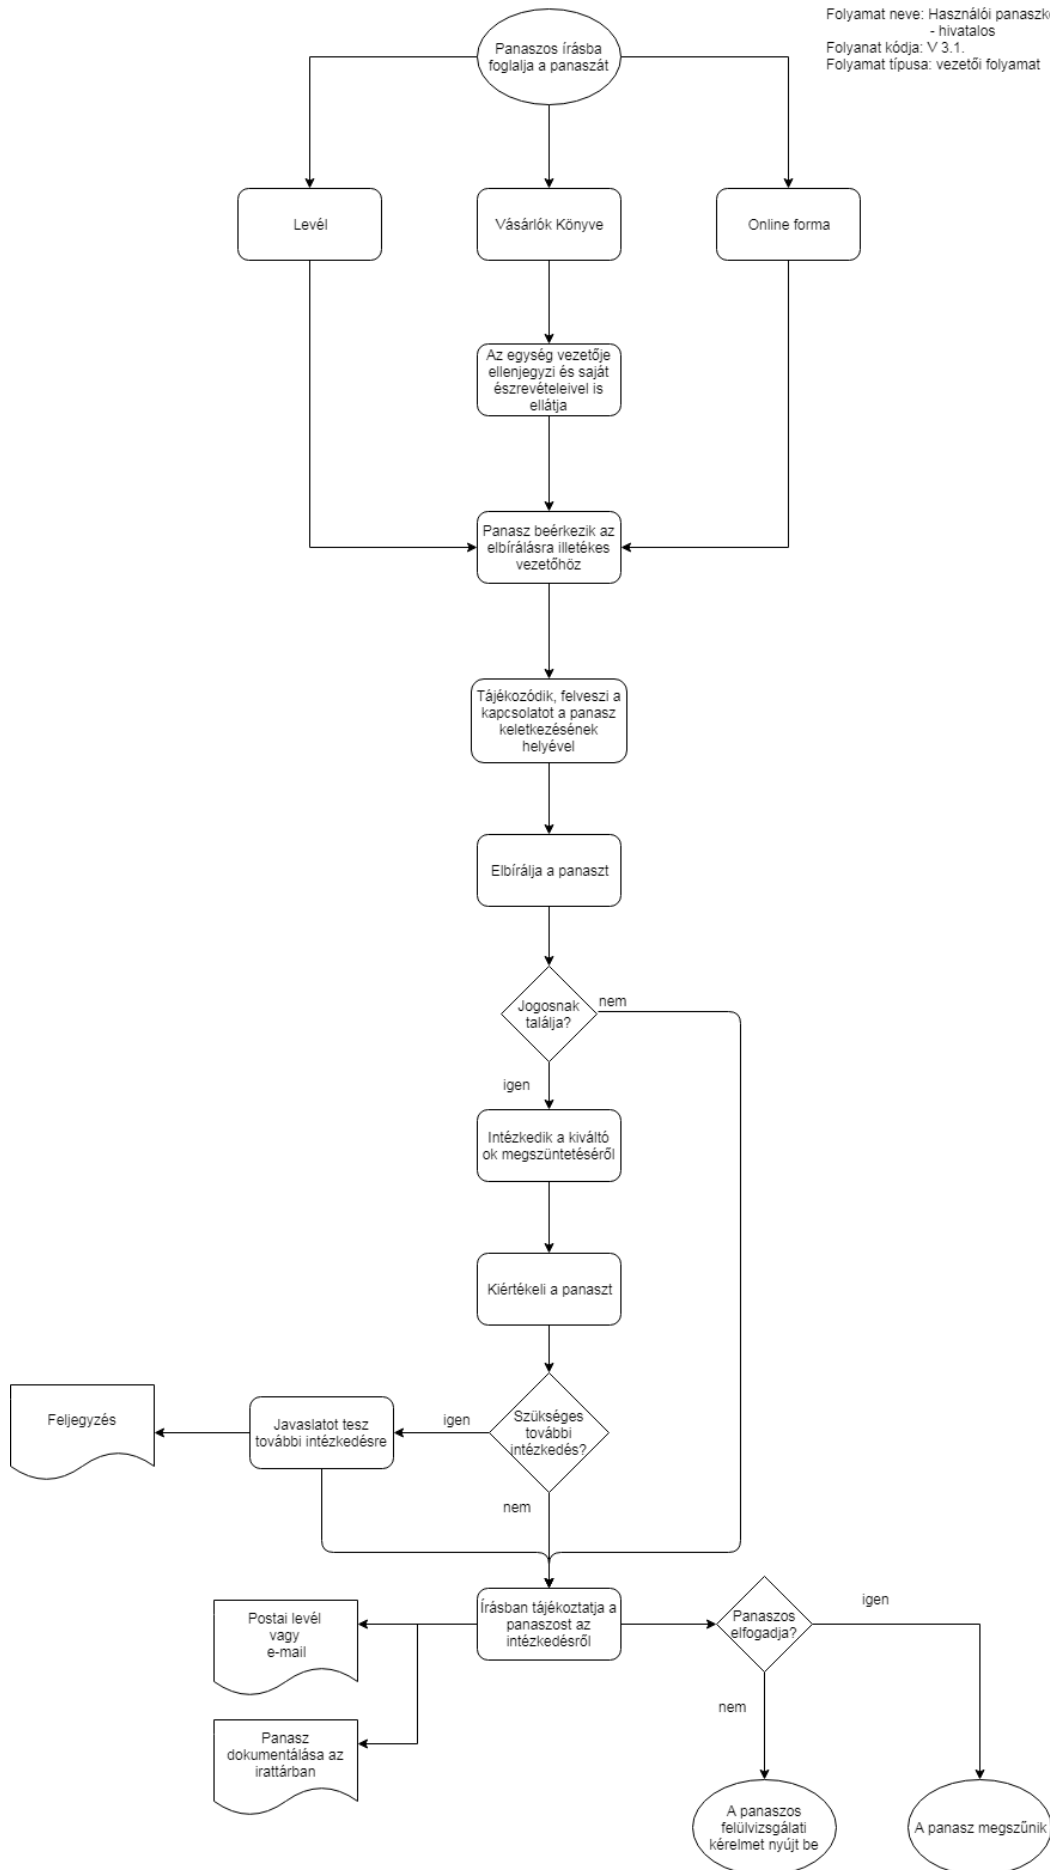 Folyamat neve: Használói
- hivatalos
Folyanat kódja: V 3.1.
Folyamat típusa: vezetői folyamat
Panaszos írásba
foglalja a panaszát
Levél
Vásárlók Könyve
Online forma
Az egység vezetője
ellenjegyzi és saját
észrevételeivel is
ellátja
Panasz beérkezik az
elbírálásra illetékes
vezetőhöz
Tájékozódik, felveszi a
kapcsolatot a panasz
keletkezésének
helyével
Elbírálja a panaszt
Jogosnak
találja?
nem
igen
Intézkedik a kiváltó
ok megszüntetéséről
Kiértékeli a panaszt
Szükséges
további
intézkedés?
igen
Javaslatot tesz
további intézkedésre
Feljegyzés
nem
Írásban tájékoztatja a
panaszost az
intézkedésről
Postai levél
vagy
e-mail
Panasz
dokumentálása az
irattárban
Panaszos
elfogadja?
igen
nem
A panaszos
felülvizsgálati
kérelmet nyújt be
A panasz megszűnik